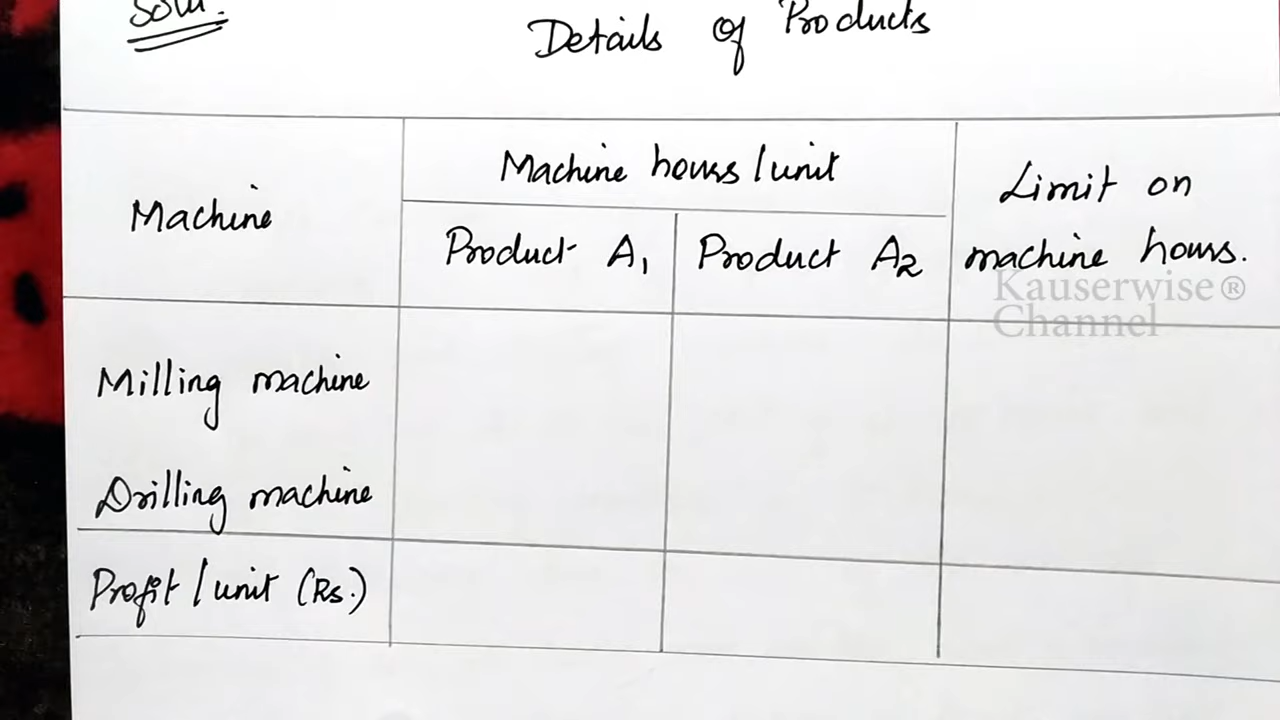 Soln.
Details of Products
Machine
Machine hours / unit
Product A1
Product A2
Limit on
machine hours.
Kauserwise®
Channel
Milling machine
Drilling machine
Profit / unit (Rs.)